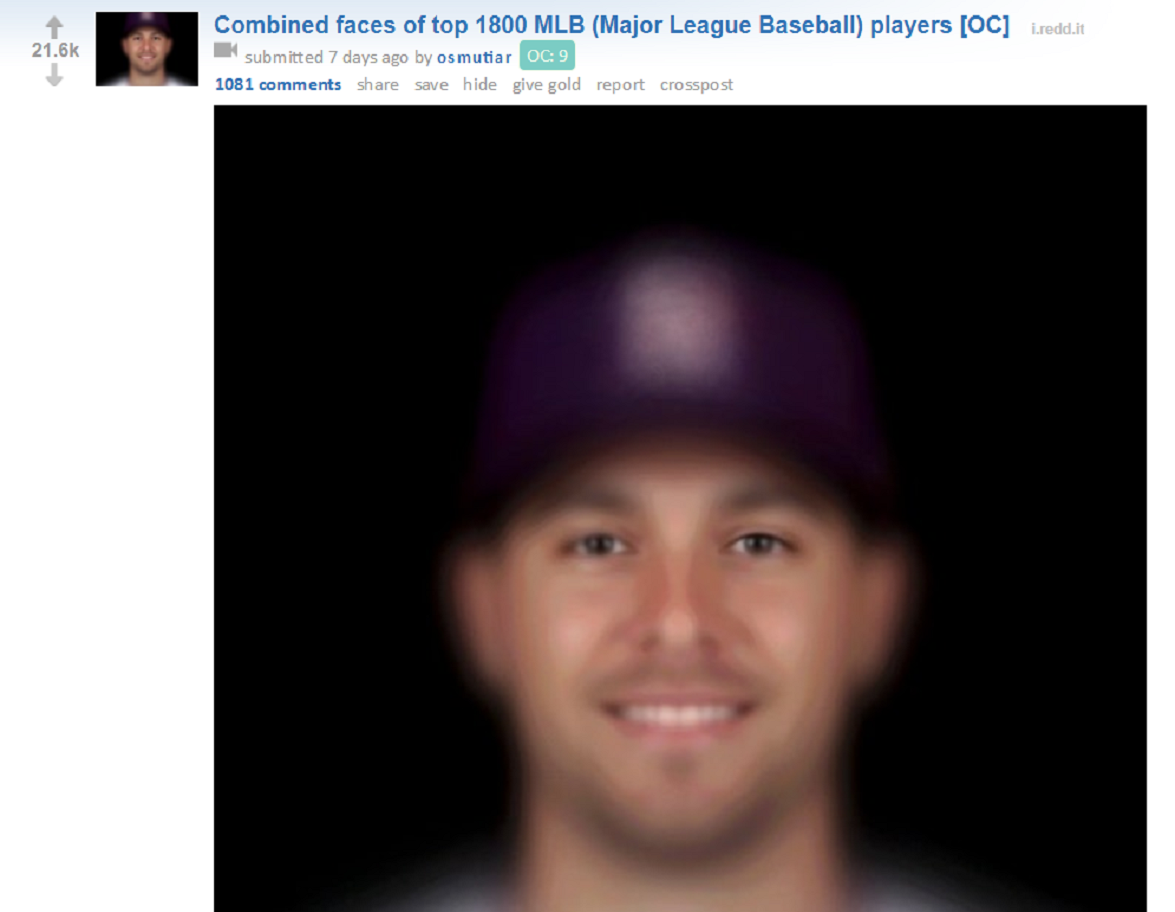 Combined faces of top 1800 MLB (Major League Baseball) players [OC] i.redd.it
21.6k
submitted 7 days ago by osmutiar OC: 9
1081 comments share save hide give gold report crosspost